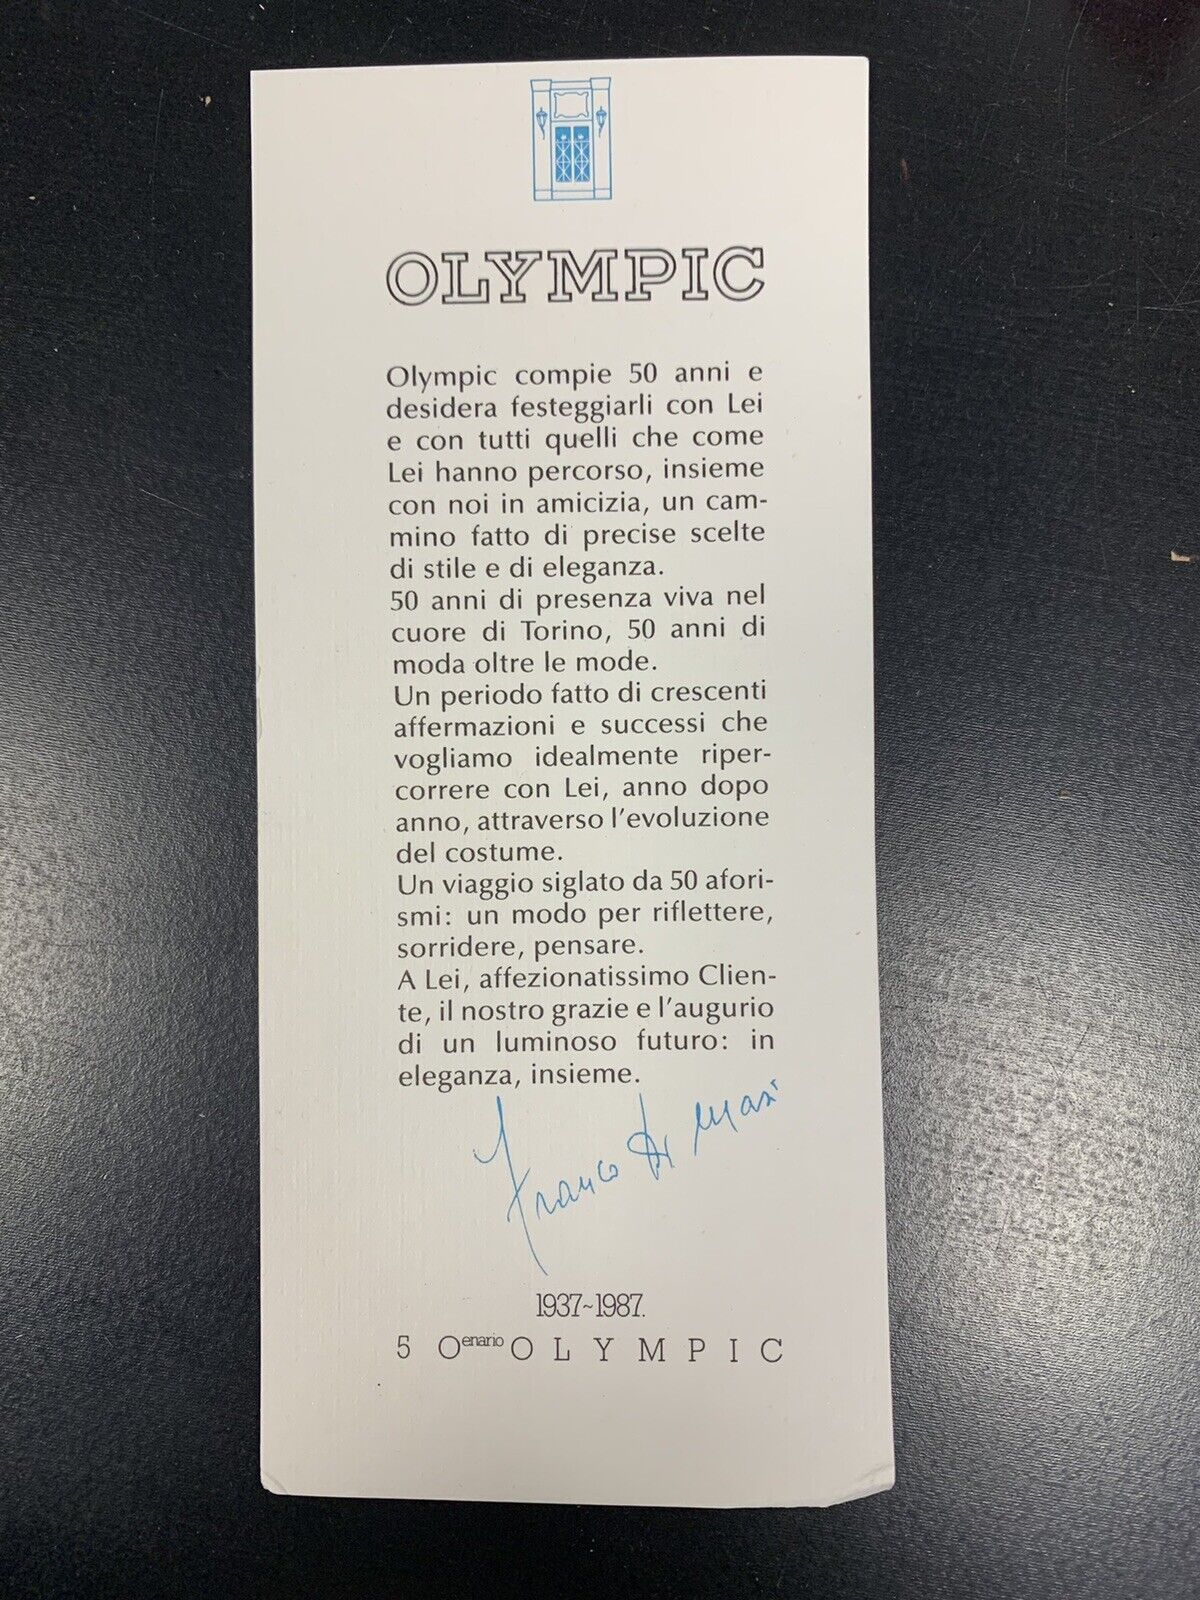 OLYMPIC
Olympic compie 50 anni e
desidera festeggiarli con Lei
e con tutti quelli che come
Lei hanno percorso, insieme
con noi in amicizia, un cam-
mino fatto di precise scelte
di stile e di eleganza.
50 anni di presenza viva nel
cuore di Torino, 50 anni di
moda oltre le mode.
Un periodo fatto di crescenti
affermazioni e successi che
vogliamo idealmente riper-
correre con Lei, anno dopo
anno, attraverso l'evoluzione
del costume.
Un viaggio siglato da 50 afori-
smi: un modo per riflettere,
sorridere, pensare.
A Lei, affezionatissimo Clien-
te, il nostro grazie e l'augurio
di un luminoso futuro: in
eleganza, insieme.
Franco Di Masi
1937~1987.
5 Oenario OLYMPIC